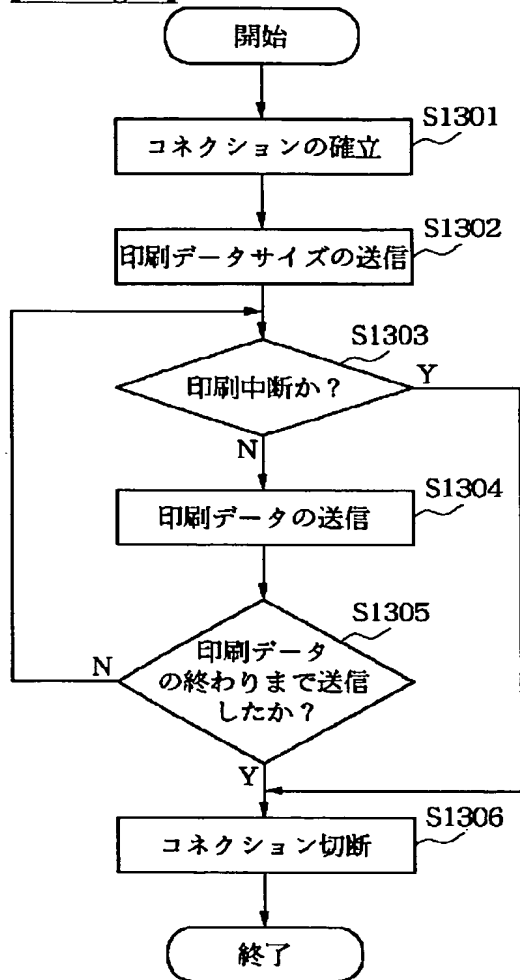 開始
S1301
コネクションの確立
S1302
印刷データサイズの送信
S1303
印刷中断か？
Y
N
S1304
印刷データの送信
S1305
印刷データ
の終わりまで送信
したか？
N
Y
S1306
コネクション切断
終了